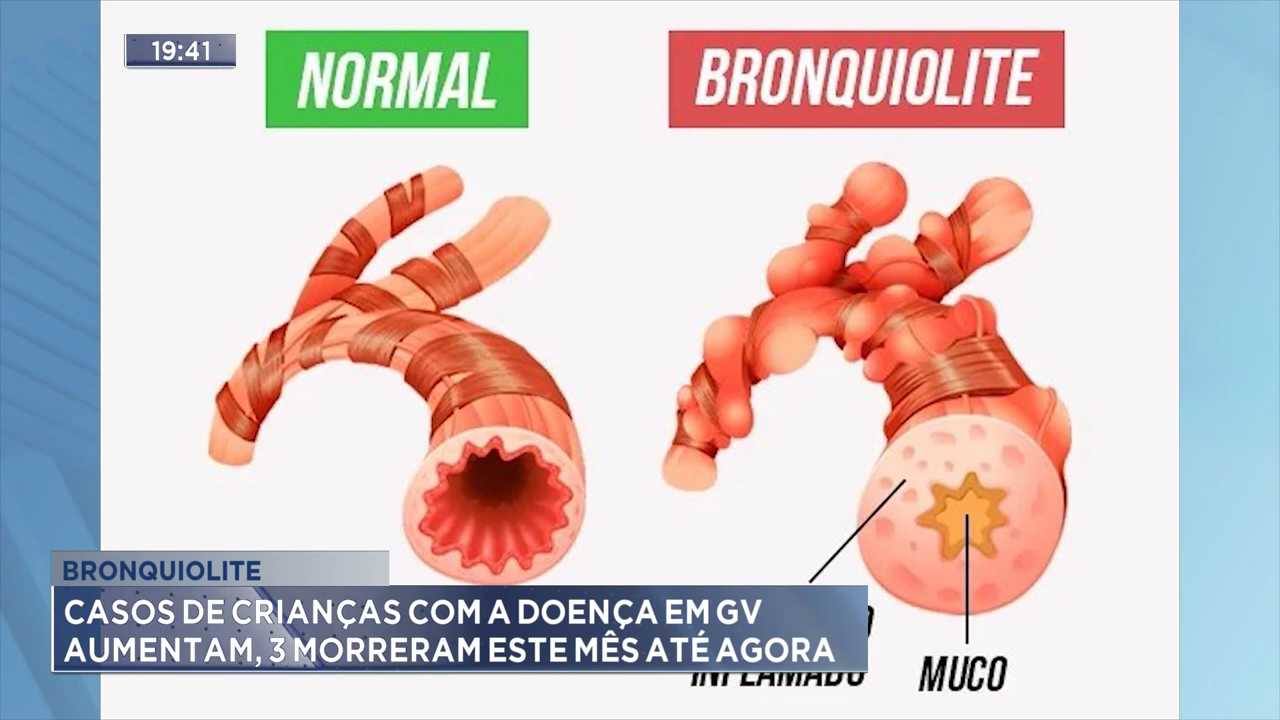 19:41
NORMAL
BRONQUIOLITE
BRONQUIOLITE
CASOS DE CRIANÇAS COM A DOENÇA EM GV
AUMENTAM, 3 MORRERAM ESTE MÊS ATÉ AGORA
INFLAMADO
MUCO